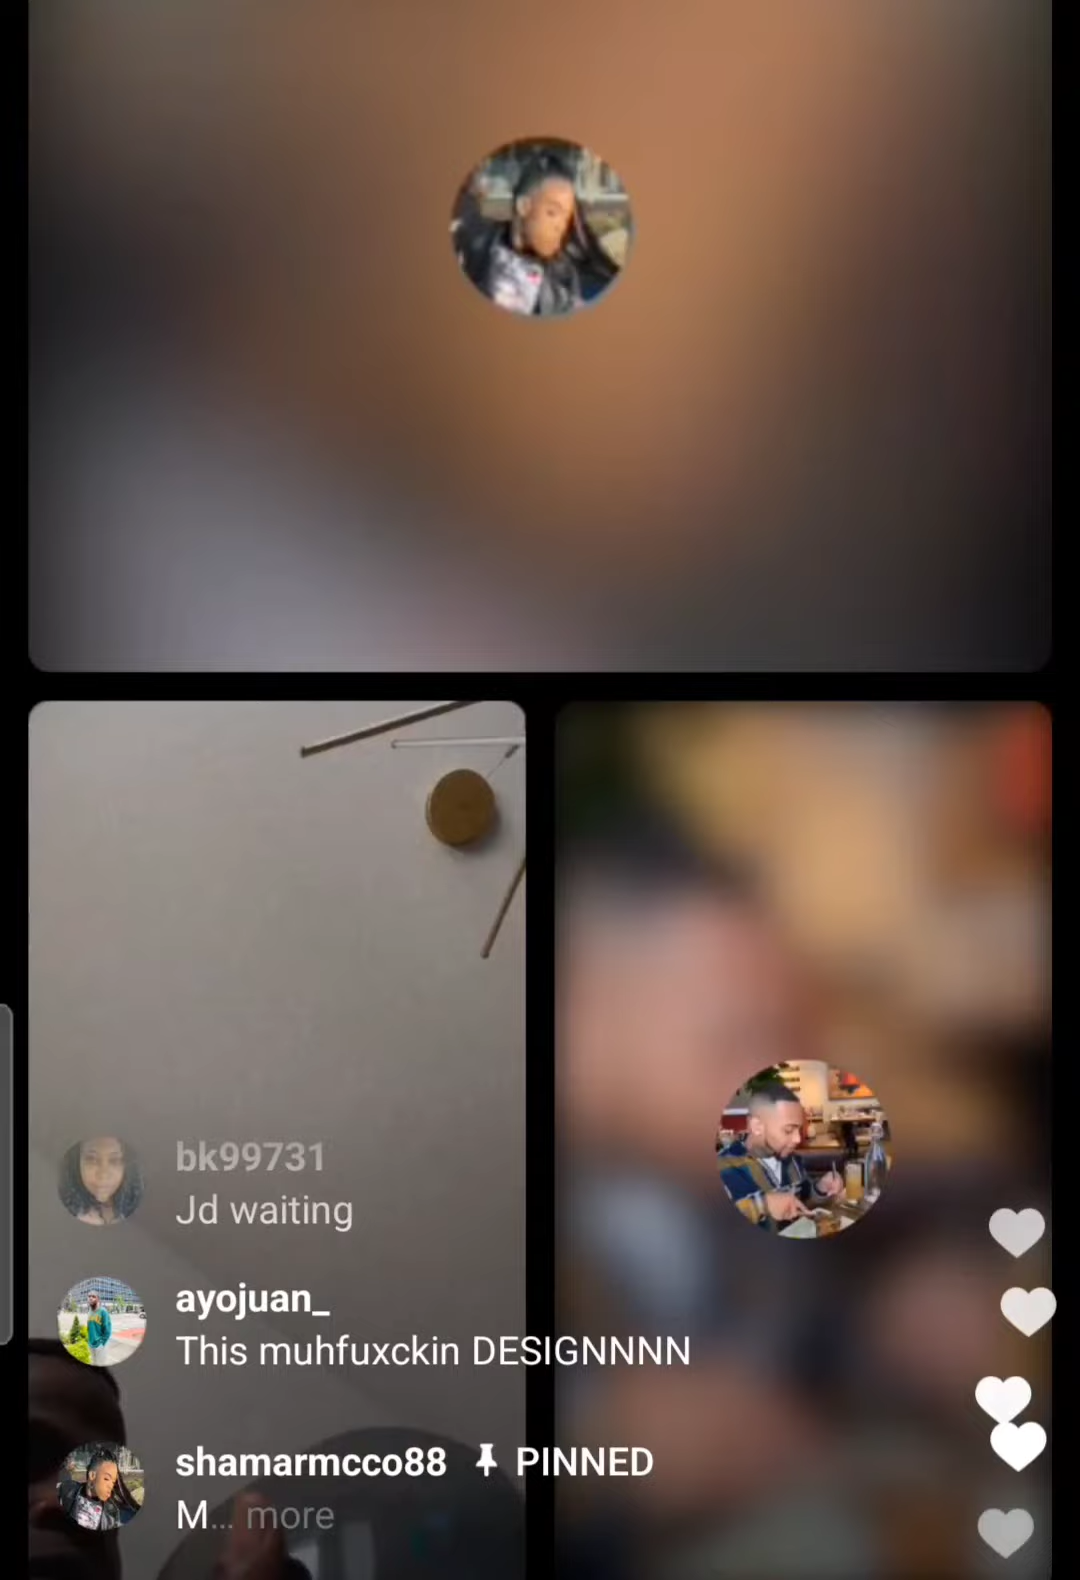 bk99731
Jd waiting
ayojuan_
This muhfuxckin DESIGNNNN
shamarmcco88 PINNED
M... more